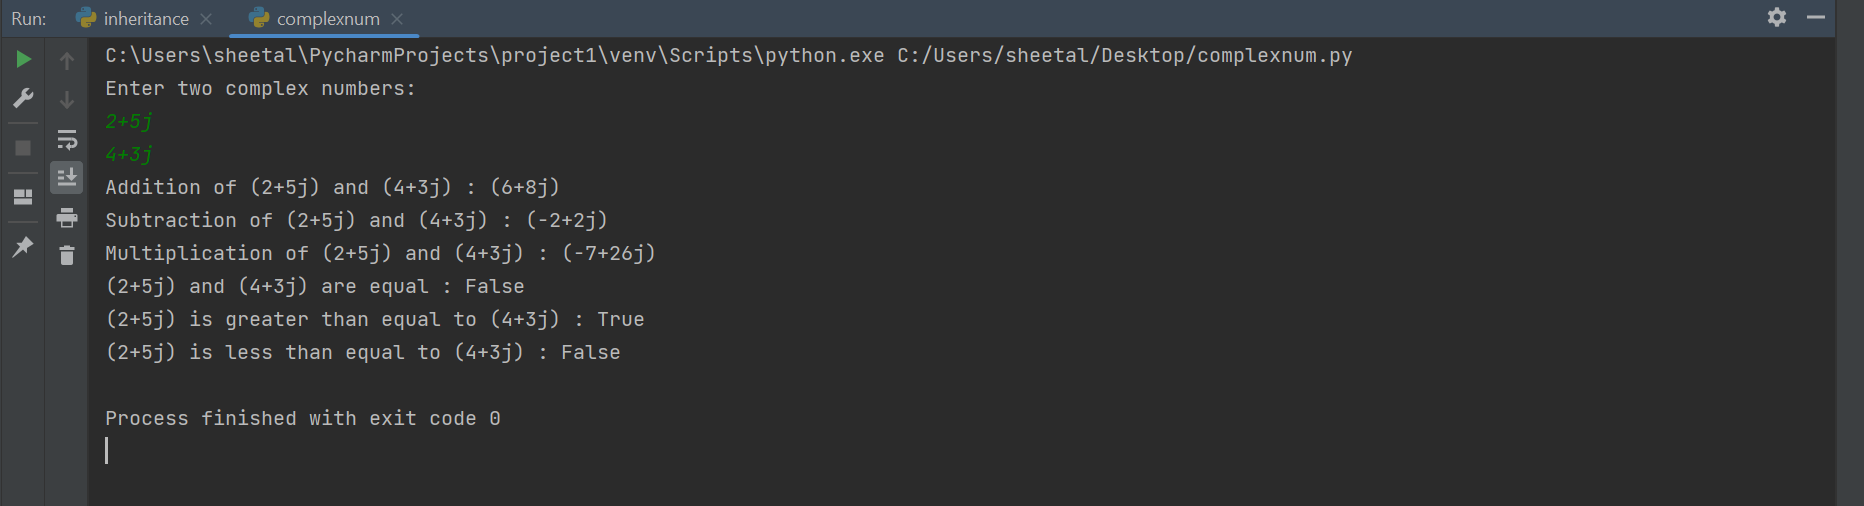 Run: inheritance complexnum
C:\Users\sheetal\PycharmProjects\project1\venv\Scripts\python.exe C:/Users/sheetal/Desktop/complexnum.py
Enter two complex numbers:
2+5j
4+3j
Addition of (2+5j) and (4+3j) : (6+8j)
Subtraction of (2+5j) and (4+3j) : (-2+2j)
Multiplication of (2+5j) and (4+3j) : (-7+26j)
(2+5j) and (4+3j) are equal : False
(2+5j) is greater than equal to (4+3j) : True
(2+5j) is less than equal to (4+3j) : False
Process finished with exit code 0